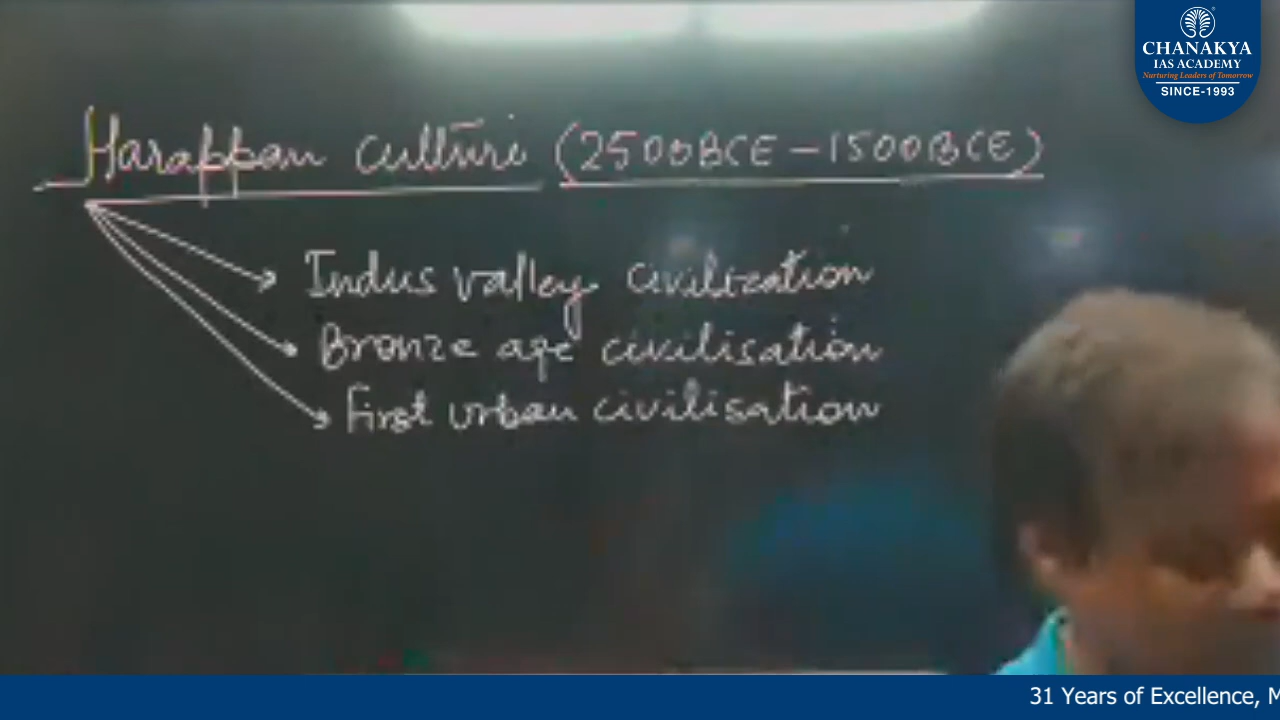 CHANAKYA
IAS ACADEMY
Nurturing Leaders of Tomorrow
SINCE-1993
Harappan culture (2500BCE - 1500BCE)
Indus valley civilization
Bronze age civilisation
First urban civilisation
31 Years of Excellence, M